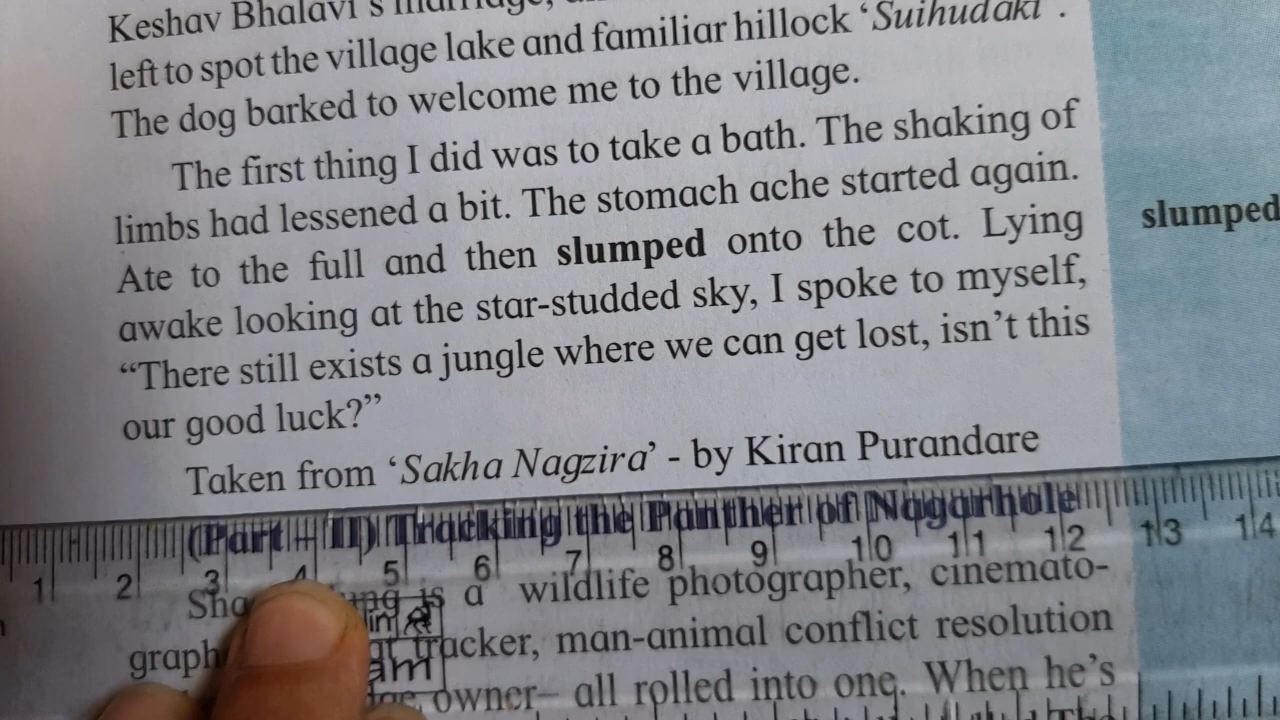 Keshav Bhalavi's marriage,
left to spot the village lake and familiar hillock ‘Suihudaki’.
The dog barked to welcome me to the village.
The first thing I did was to take a bath. The shaking of
limbs had lessened a bit. The stomach ache started again.
Ate to the full and then slumped onto the cot. Lying
awake looking at the star-studded sky, I spoke to myself,
“There still exists a jungle where we can get lost, isn’t this
our good luck?”
Taken from ‘Sakha Nagzira’ - by Kiran Purandare
slumped
(Part - II) Tracking the Panther of Nagarhole
1 2 3 4 5 6 7 8 9 10 11 12 13 14
is a wildlife photographer, cinemato-
tracker, man-animal conflict resolution
owner– all rolled into one. When he’s